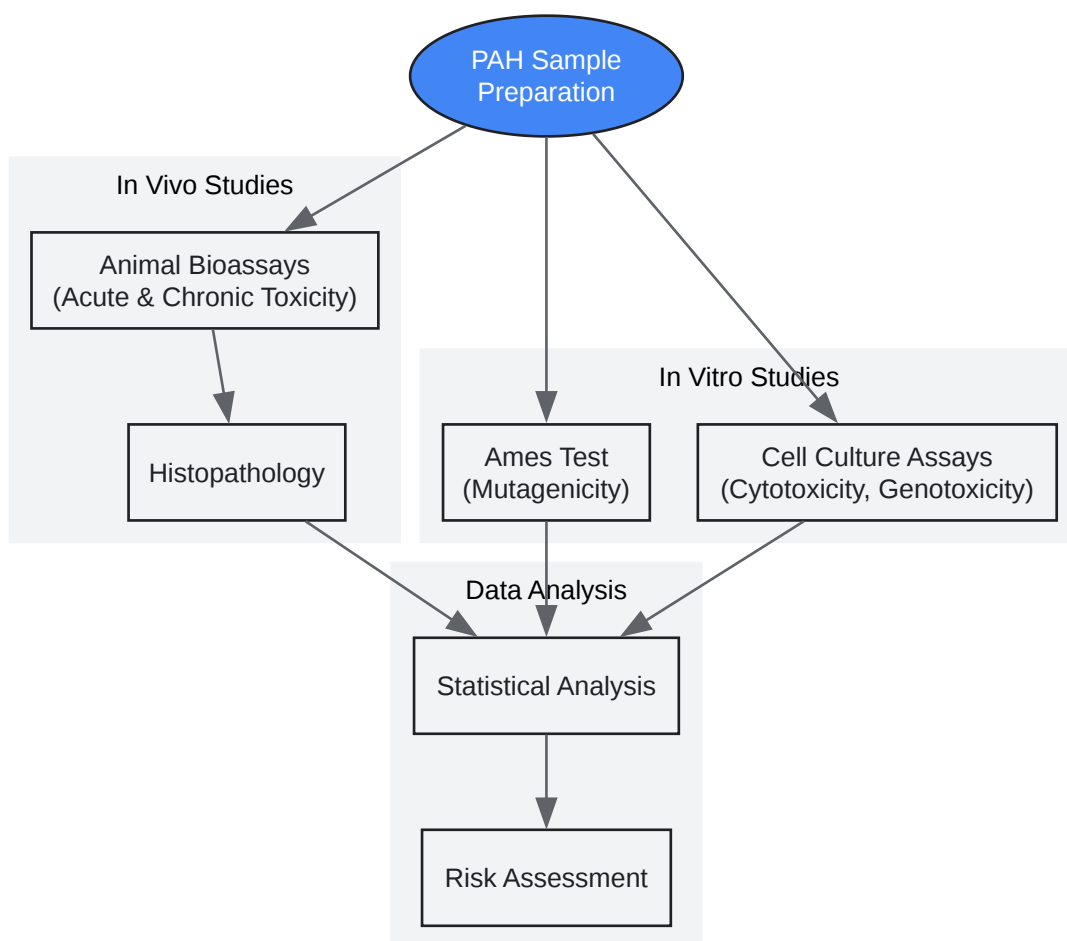 PAH Sample
Preparation
In Vivo Studies
Animal Bioassays
(Acute & Chronic Toxicity)
Histopathology
In Vitro Studies
Ames Test
(Mutagenicity)
Cell Culture Assays
(Cytotoxicity, Genotoxicity)
Data Analysis
Statistical Analysis
Risk Assessment